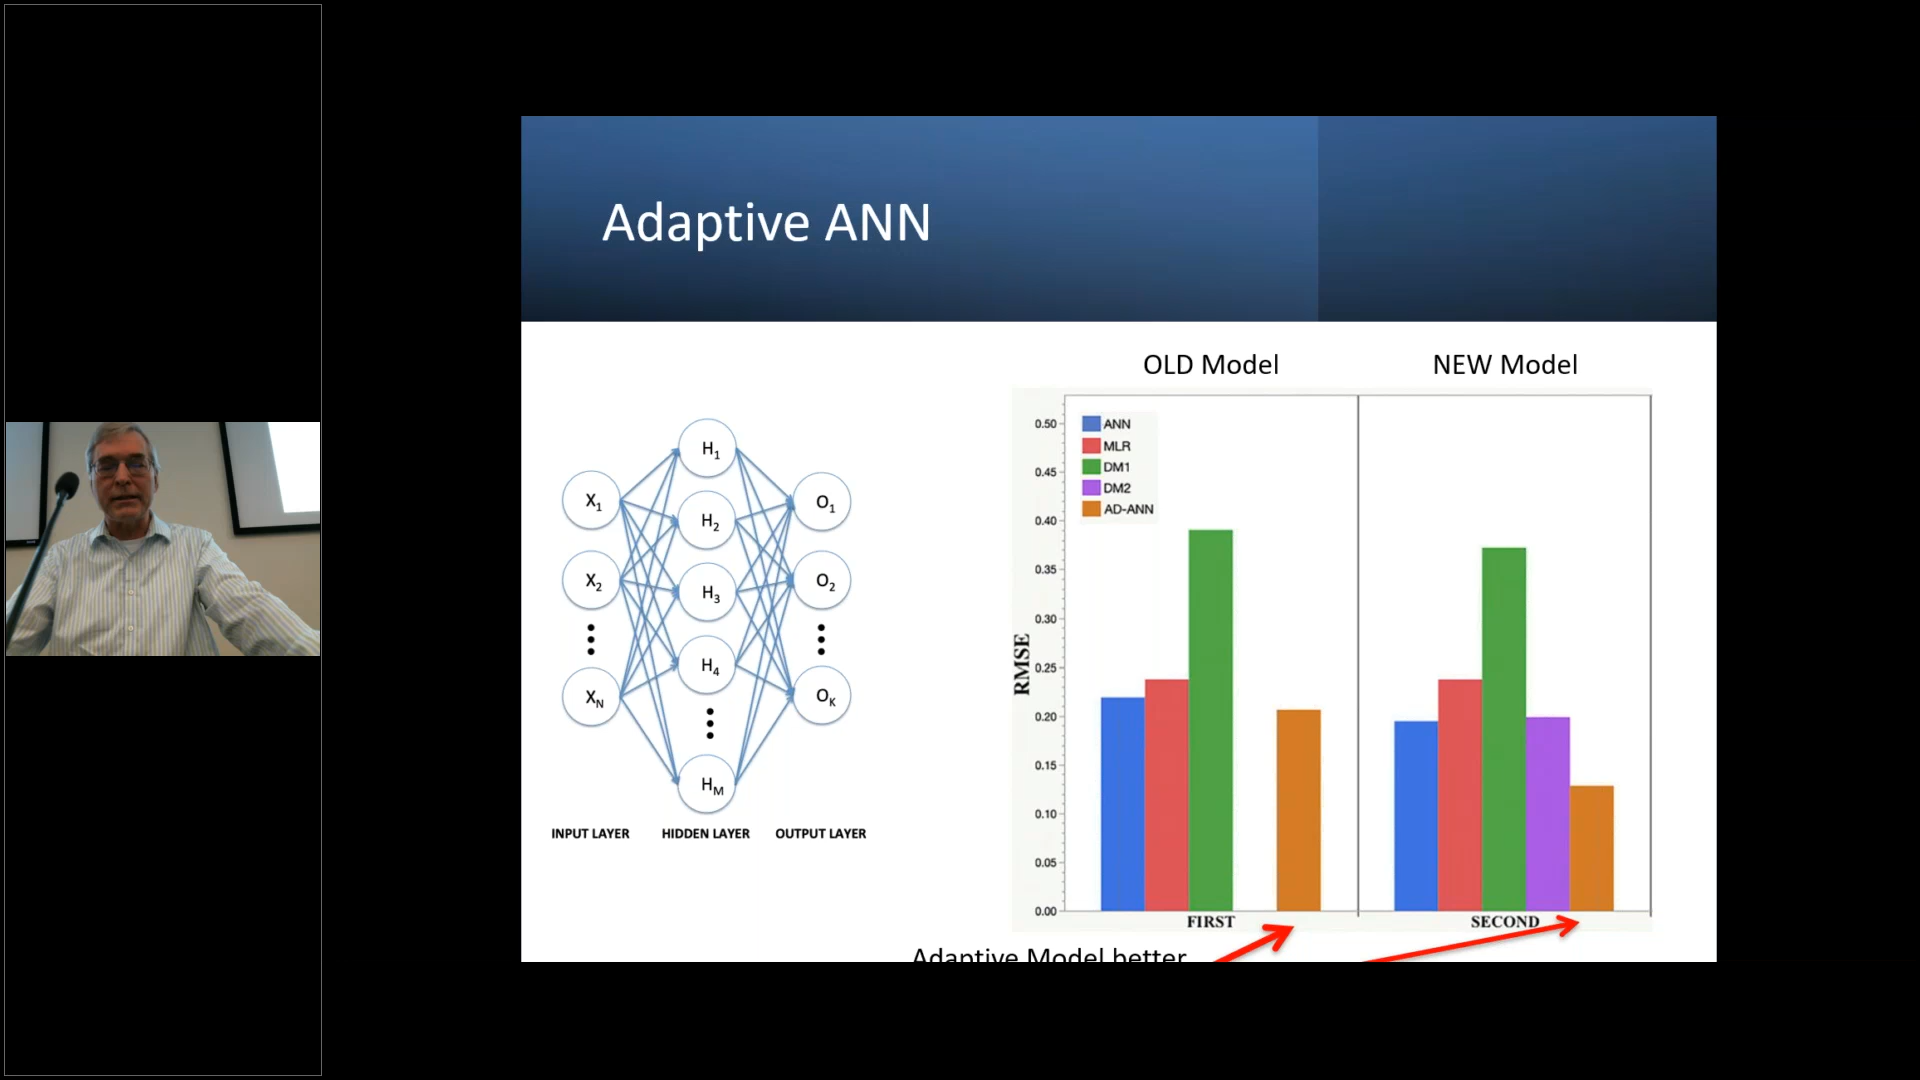 Adaptive ANN
OLD Model
NEW Model
X1
X2
XN
H1
H2
H3
H4
HM
O1
O2
OK
INPUT LAYER
HIDDEN LAYER
OUTPUT LAYER
RMSE
0.50
0.45
0.40
0.35
0.30
0.25
0.20
0.15
0.10
0.05
0.00
ANN
MLR
DM1
DM2
AD-ANN
FIRST
SECOND
Adaptive Model better